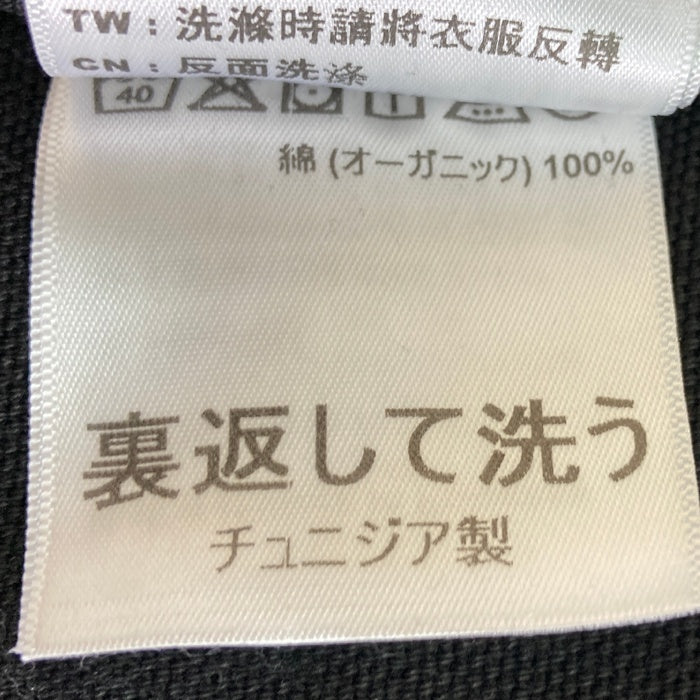 TW : 洗滌時請將衣服反轉
CN : 反面洗涤
40
綿 (オーガニック) 100%
裏返して洗う
チュニジア製